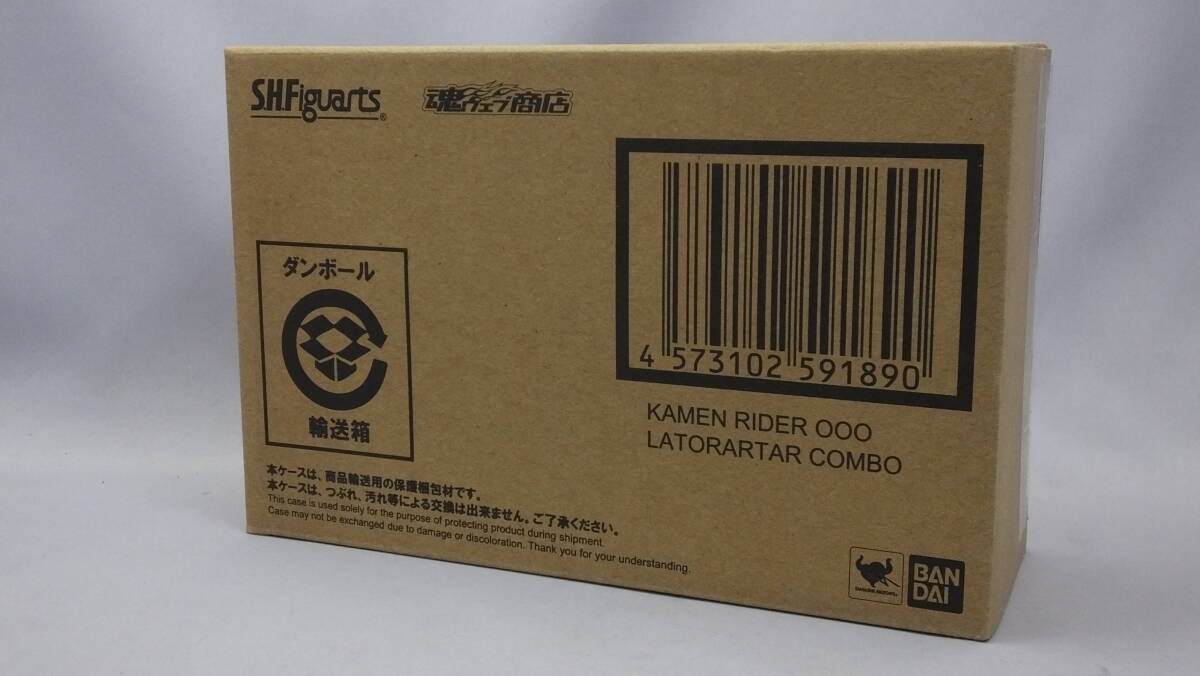 S.H.Figuarts®
魂ウェブ商店
4 573102 591890
KAMEN RIDER OOO
LATORARTAR COMBO
ダンボール
輸送箱
本ケースは、商品輸送用の保護梱包材です。
本ケースは、つぶれ、汚れ等による交換は出来ません。ご了承ください。
This case is used solely for the purpose of protecting product during shipment.
Case may not be exchanged due to damage or discoloration. Thank you for your understanding.
BAN
DAI